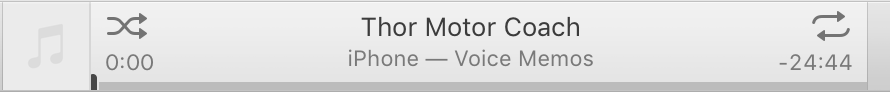 Thor Motor Coach
0:00
iPhone — Voice Memos
-24:44